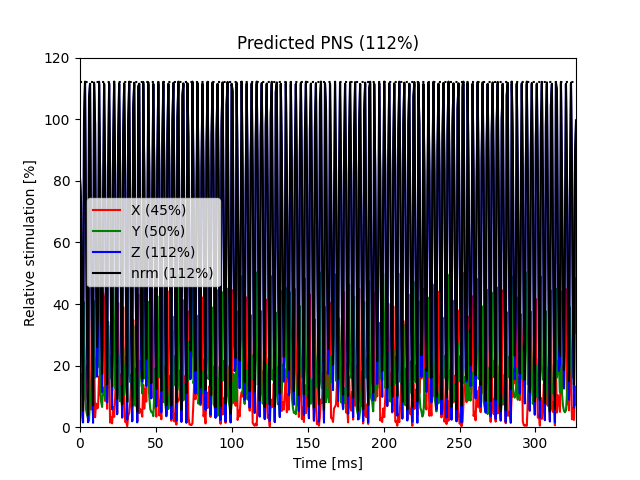 Predicted PNS (112%)
120
100
80
60
40
20
0
Relative stimulation [%]
X (45%)
Y (50%)
Z (112%)
nrm (112%)
0 50 100 150 200 250 300
Time [ms]